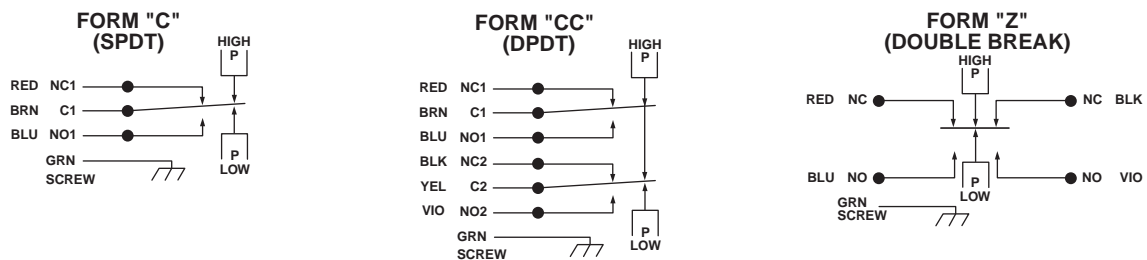 FORM "C"
(SPDT)
HIGH
P
RED NC1
BRN C1
BLU NO1
P
LOW
GRN
SCREW
FORM "CC"
(DPDT)
HIGH
P
RED NC1
BRN C1
BLU NO1
BLK NC2
YEL C2
VIO NO2
P
LOW
GRN
SCREW
FORM "Z"
(DOUBLE BREAK)
HIGH
P
RED NC
NC BLK
BLU NO
P
LOW
NO VIO
GRN
SCREW